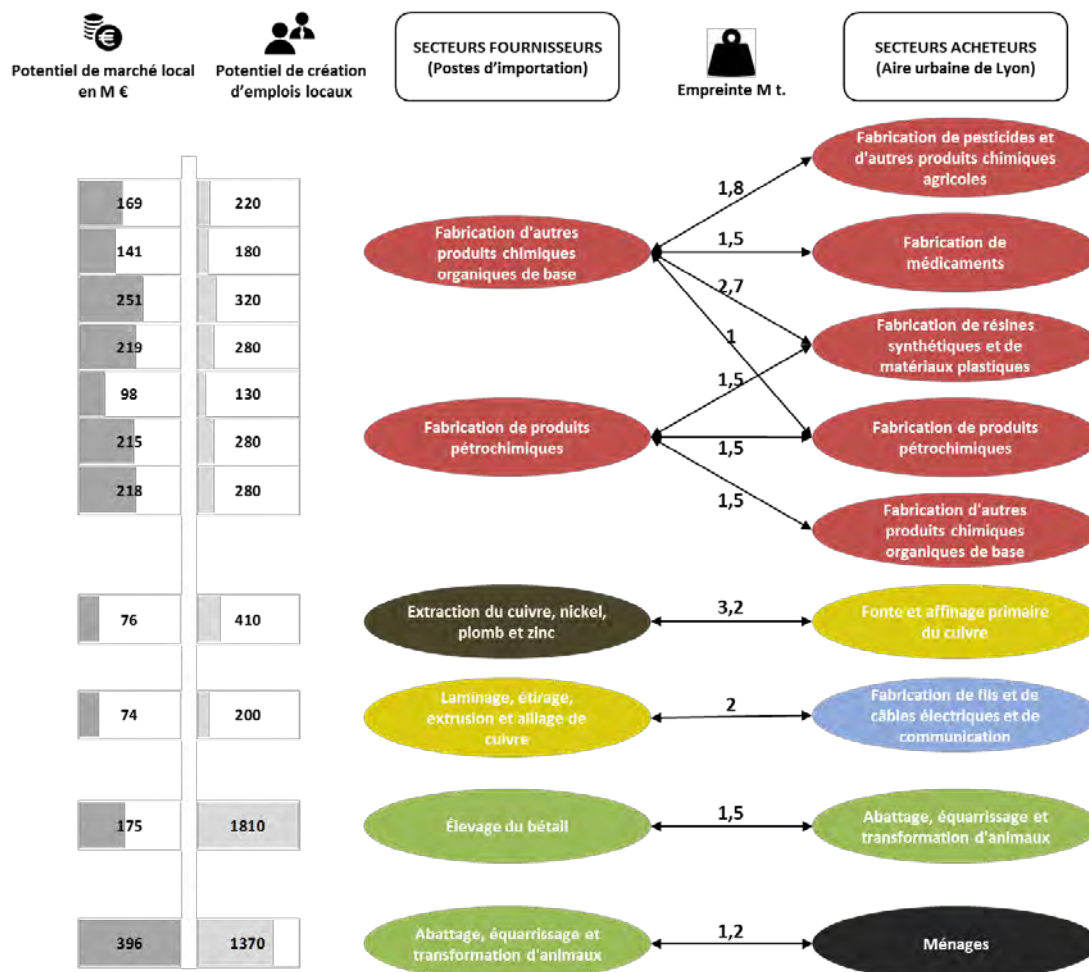 Potentiel de marché local
en M €
Potentiel de création
d'emplois locaux
SECTEURS FOURNISSEURS
(Postes d'importation)
Empreinte M t.
SECTEURS ACHETEURS
(Aire urbaine de Lyon)
Fabrication de pesticides et
d'autres produits chimiques
agricoles
1,8
169
220
Fabrication d'autres
produits chimiques
organiques de base
1,5
Fabrication de
médicaments
141
180
2,7
251
320
1
Fabrication de résines
synthétiques et de
matériaux plastiques
219
280
1,5
98
130
Fabrication de produits
pétrochimiques
1,5
Fabrication de produits
pétrochimiques
215
280
218
280
1,5
Fabrication d'autres
produits chimiques
organiques de base
76
410
Extraction du cuivre, nickel,
plomb et zinc
3,2
Fonte et affinage primaire
du cuivre
74
200
Laminage, étirage,
extrusion et alliage de
cuivre
2
Fabrication de fils et de
câbles électriques et de
communication
175
1810
Élevage du bétail
1,5
Abattage, équarrissage et
transformation d'animaux
396
1370
Abattage, équarrissage et
transformation d'animaux
1,2
Ménages